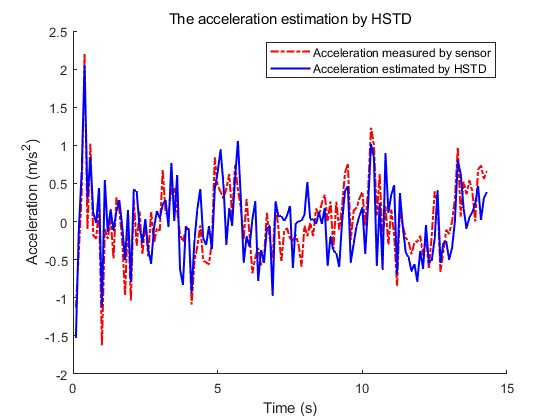 The acceleration estimation by HSTD
2.5
2
1.5
1
0.5
0
-0.5
-1
-1.5
-2
Acceleration (m/s²)
Acceleration measured by sensor
Acceleration estimated by HSTD
0 5 10 15
Time (s)